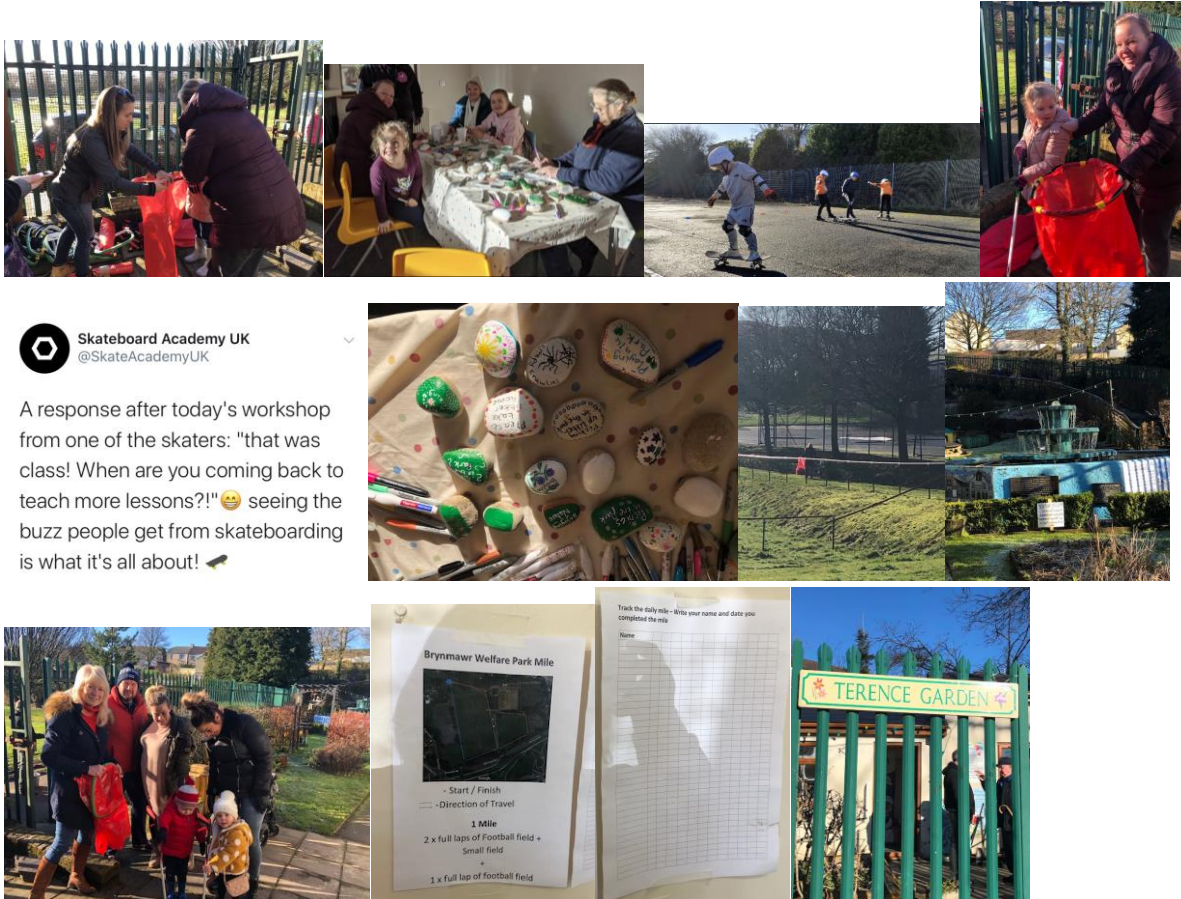 Skateboard Academy UK
@SkateAcademyUK
A response after today's workshop
from one of the skaters: "that was
class! When are you coming back to
teach more lessons?!"😁 seeing the
buzz people get from skateboarding
is what it's all about! 🛹
Brynmawr Welfare Park Mile
- Start / Finish
-Direction of Travel
1 Mile
2 x full laps of Football field +
Small field
+
1 x full lap of football field
Track the daily mile – Write your name and date you
completed the mile
Name
TERENCE GARDEN